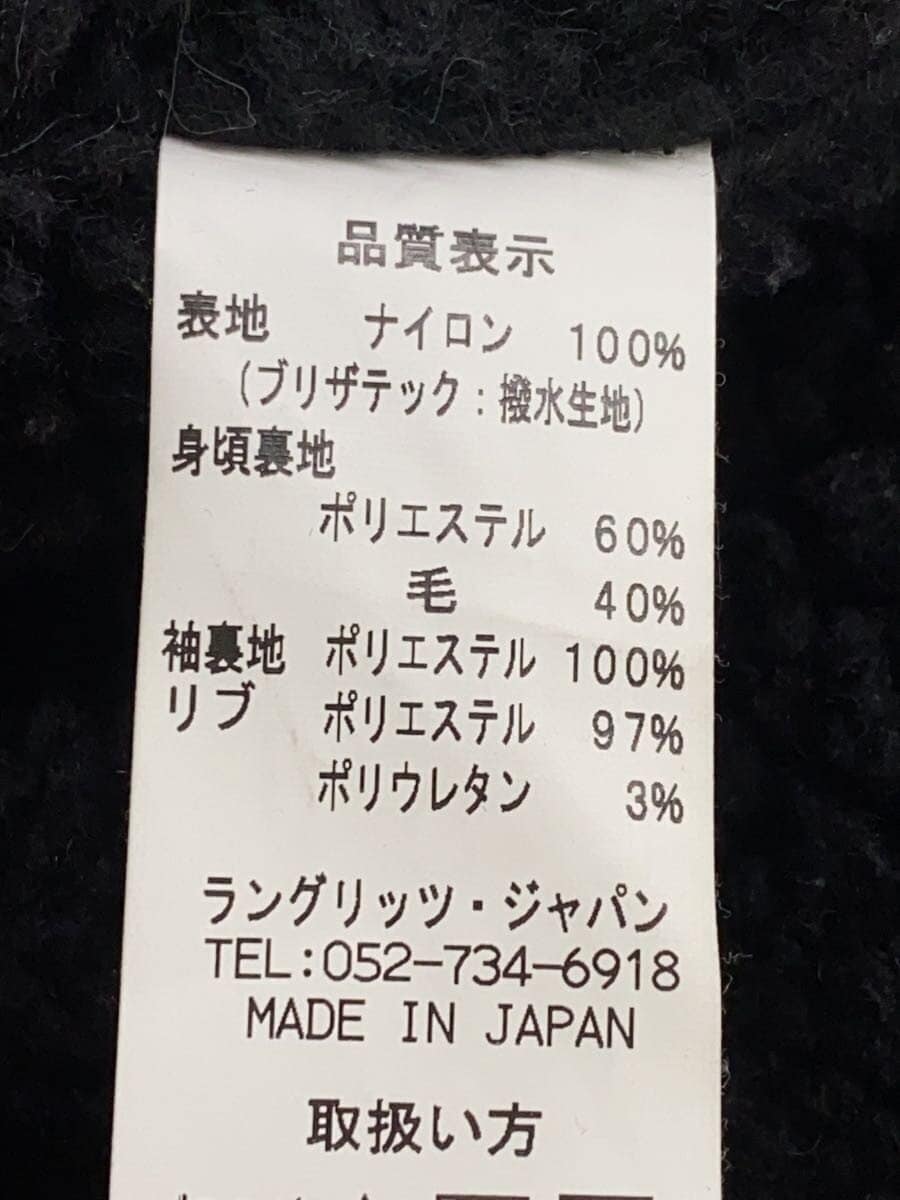 品質表示
表地 ナイロン 100%
(ブリザテック:撥水生地)
身頃裏地
ポリエステル 60%
毛 40%
袖裏地 ポリエステル 100%
リブ ポリエステル 97%
ポリウレタン 3%
ラングリッツ・ジャパン
TEL:052-734-6918
MADE IN JAPAN
取扱い方